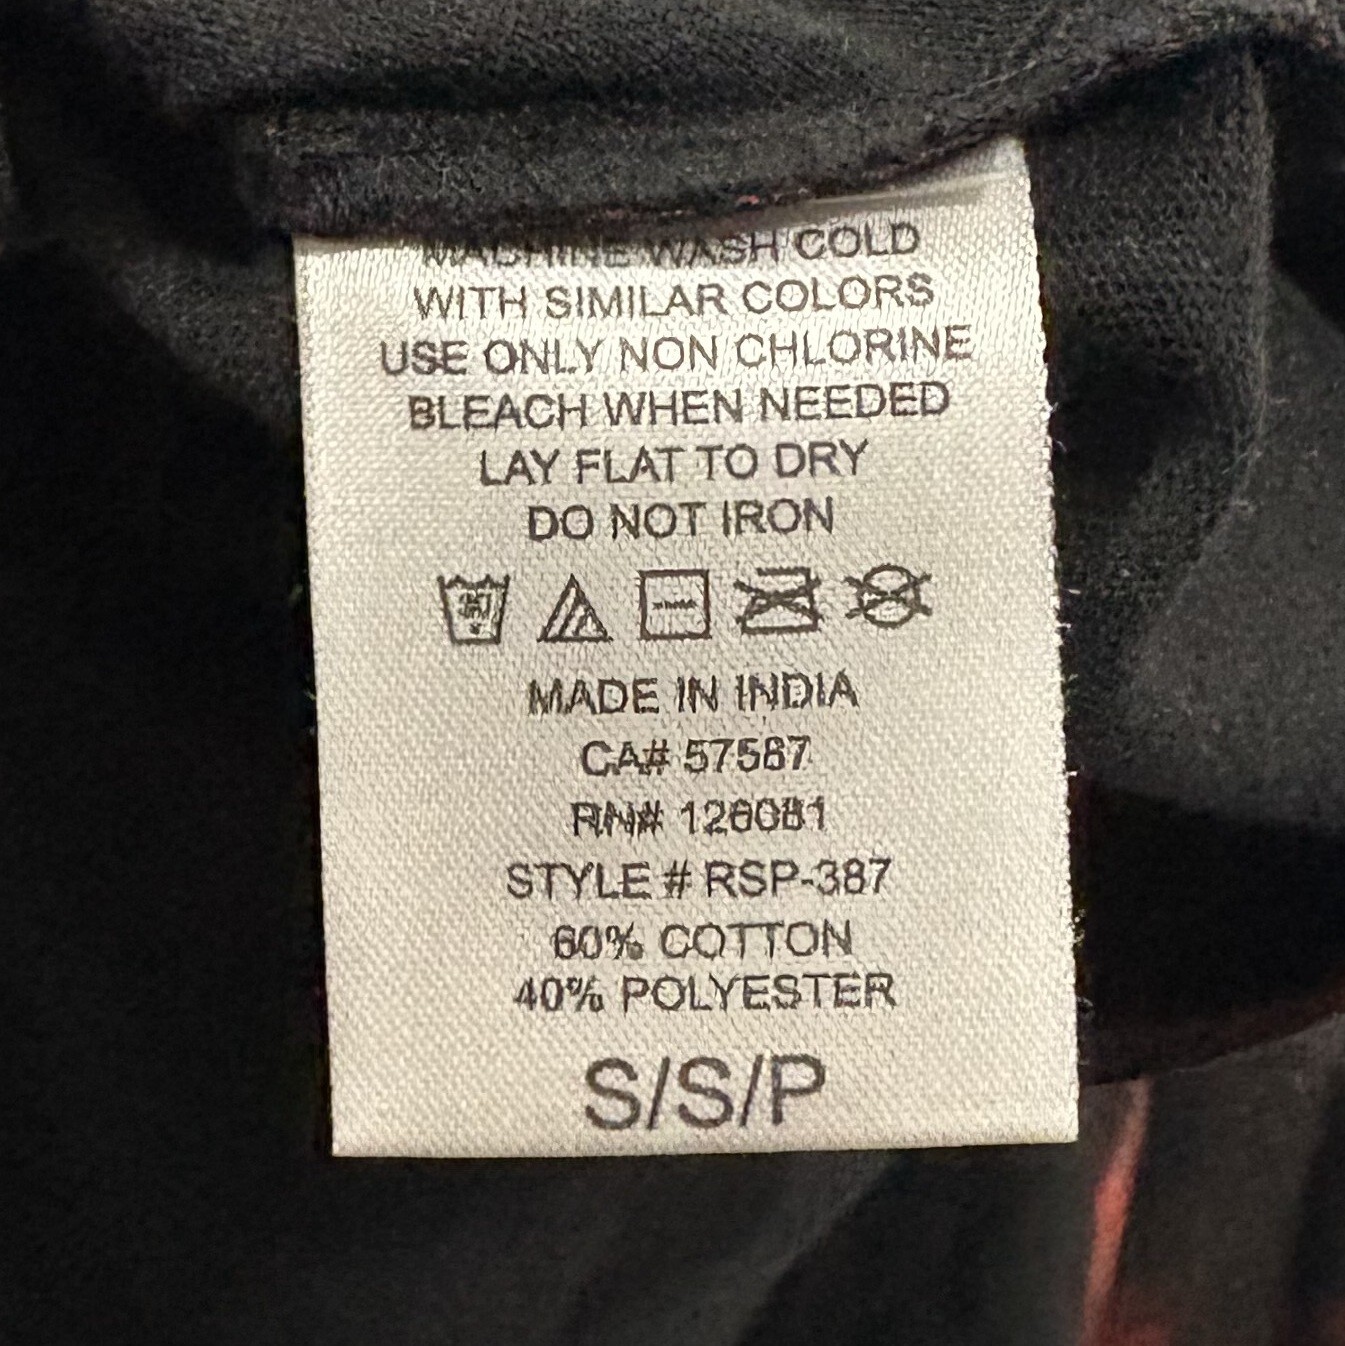 MACHINE WASH COLD
WITH SIMILAR COLORS
USE ONLY NON CHLORINE
BLEACH WHEN NEEDED
LAY FLAT TO DRY
DO NOT IRON
30
MADE IN INDIA
CA# 57587
RN# 126081
STYLE # RSP-387
60% COTTON
40% POLYESTER
S/S/P